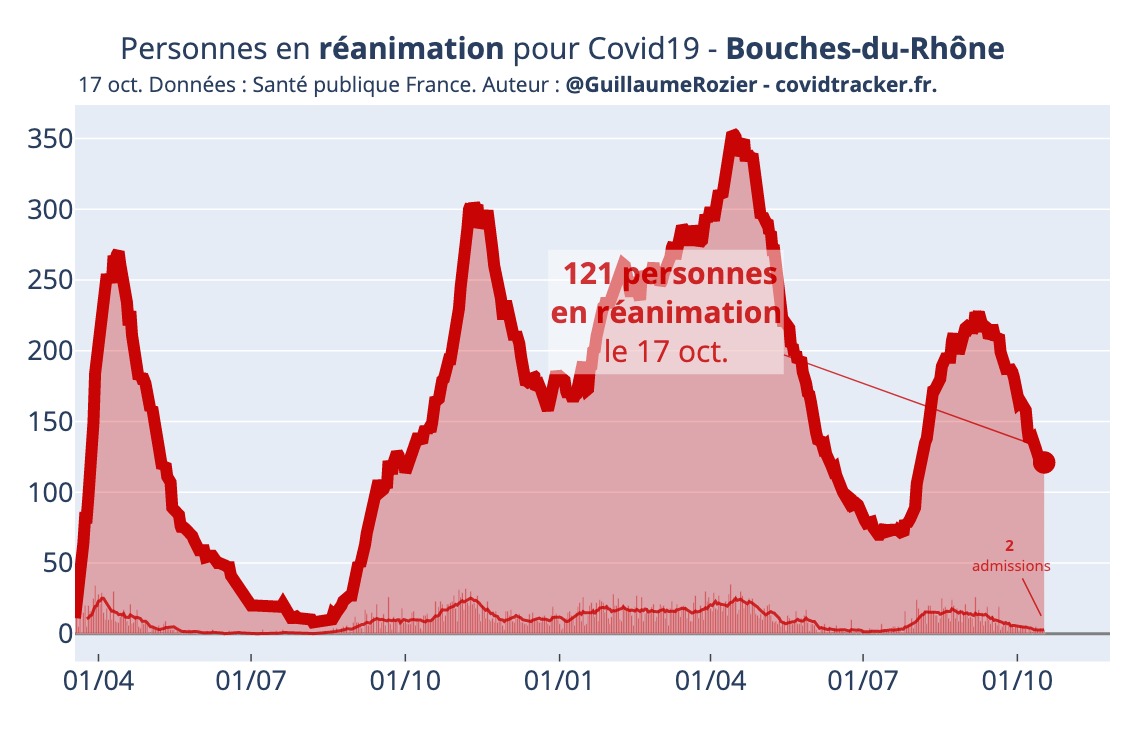 Personnes en réanimation pour Covid19 - Bouches-du-Rhône
17 oct. Données : Santé publique France. Auteur : @GuillaumeRozier - covidtracker.fr.
350
300
250
200
150
100
50
0
121 personnes
en réanimation
le 17 oct.
2
admissions
01/04
01/07
01/10
01/01
01/04
01/07
01/10